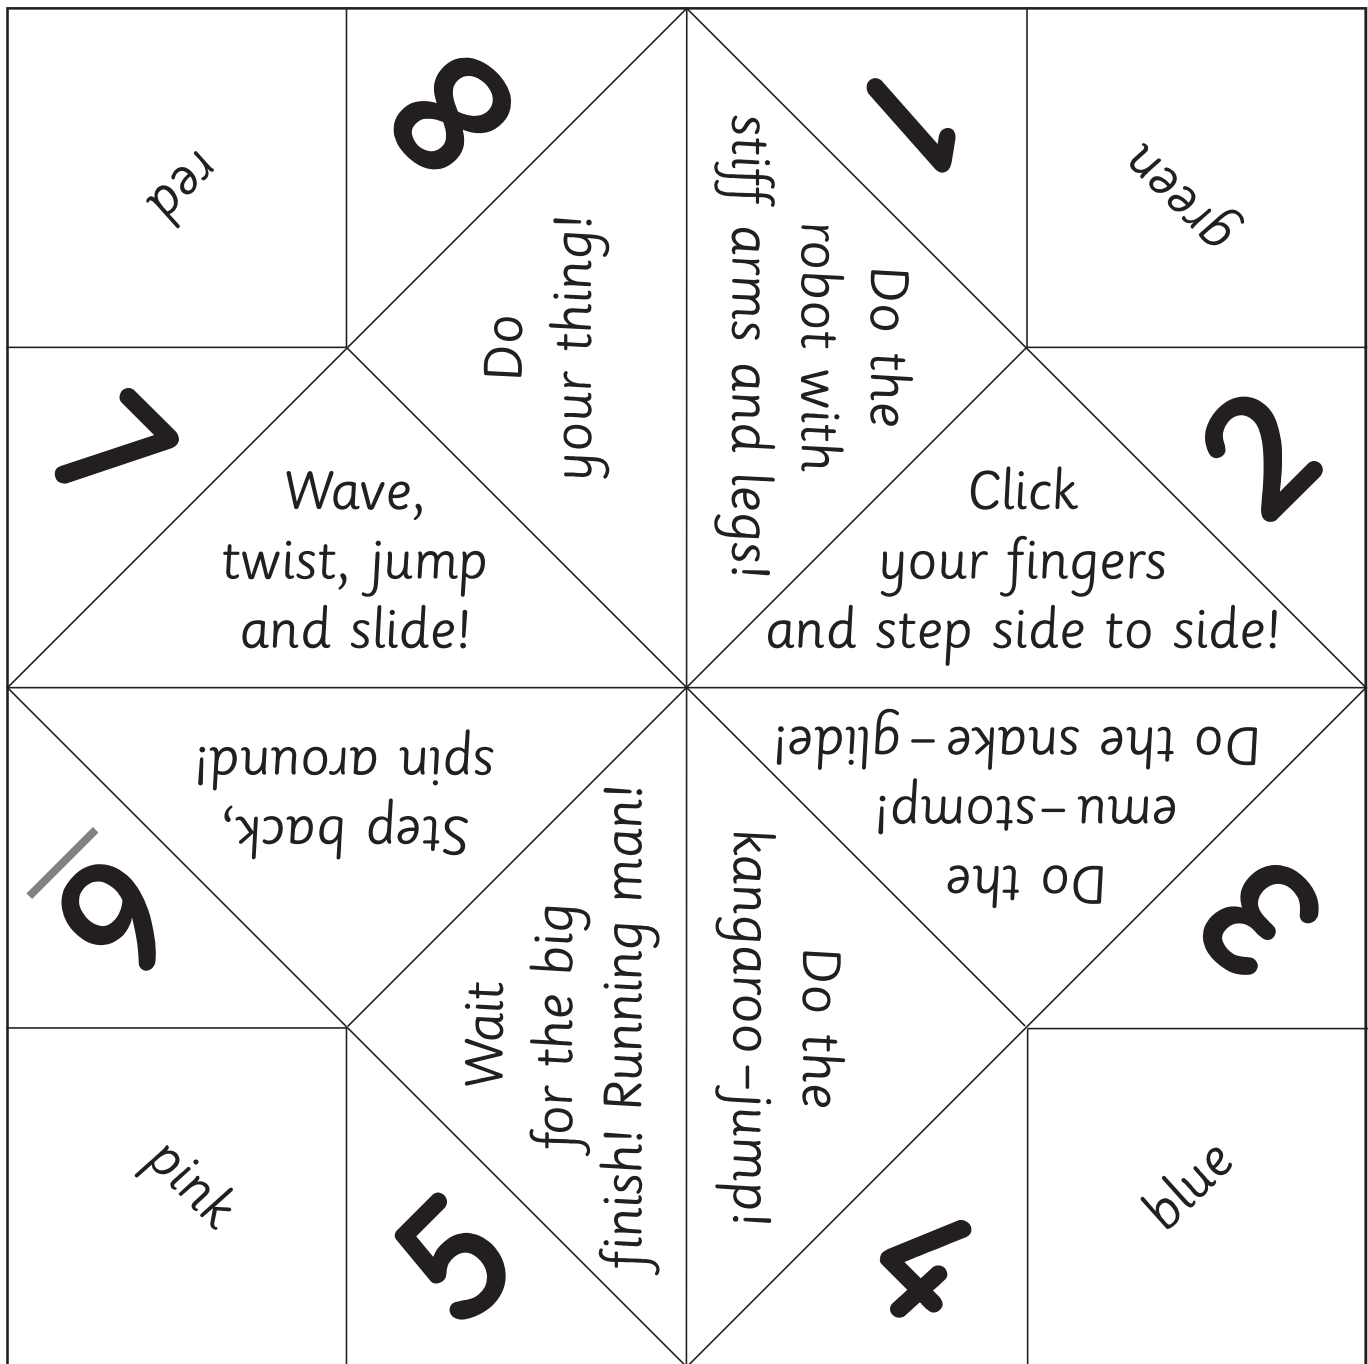 red
8
1
green
Do
your thing!
Do the
robot with
stiff arms and legs!
7
Wave,
twist, jump
and slide!
Click
your fingers
and step side to side!
2
6
Step back,
spin around!
Wait
for the big
finish! Running man!
Do the
kangaroo – jump!
Do the
emu – stomp!
Do the snake – glide!
3
pink
5
4
blue